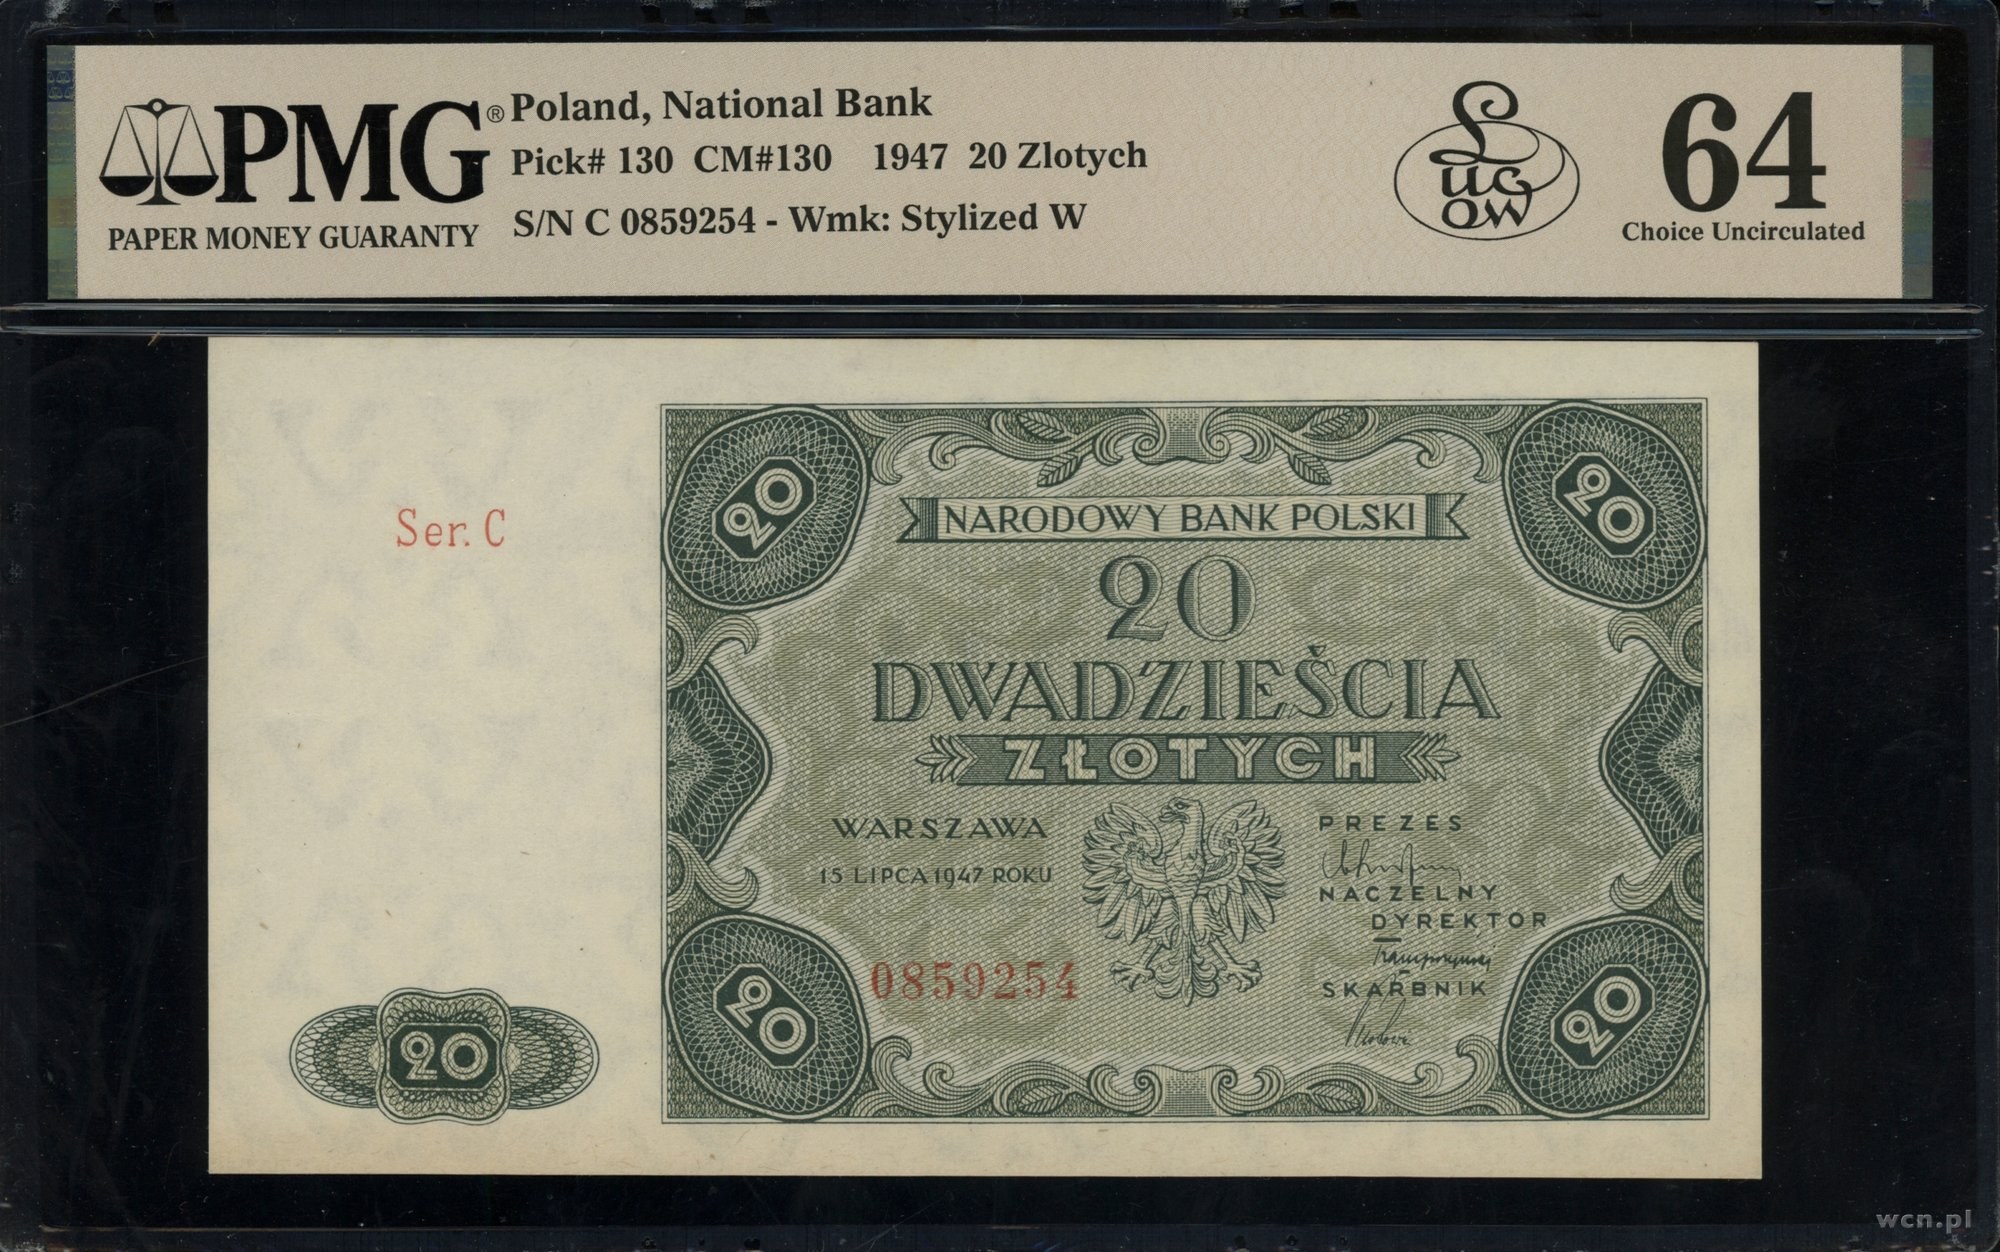 PMG®
PAPER MONEY GUARANTY
Poland, National Bank
Pick# 130 CM#130 1947 20 Zlotych
S/N C 0859254 - Wmk: Stylized W
Lucow
64
Choice Uncirculated
20
20
NARODOWY BANK POLSKI
Ser. C
20
DWADZIEŚCIA
ZŁOTYCH
WARSZAWA
15 LIPCA 1947 ROKU
PREZES
NACZELNY
DYREKTOR
SKARBNIK
0859254
20
20
20
wcn.pl